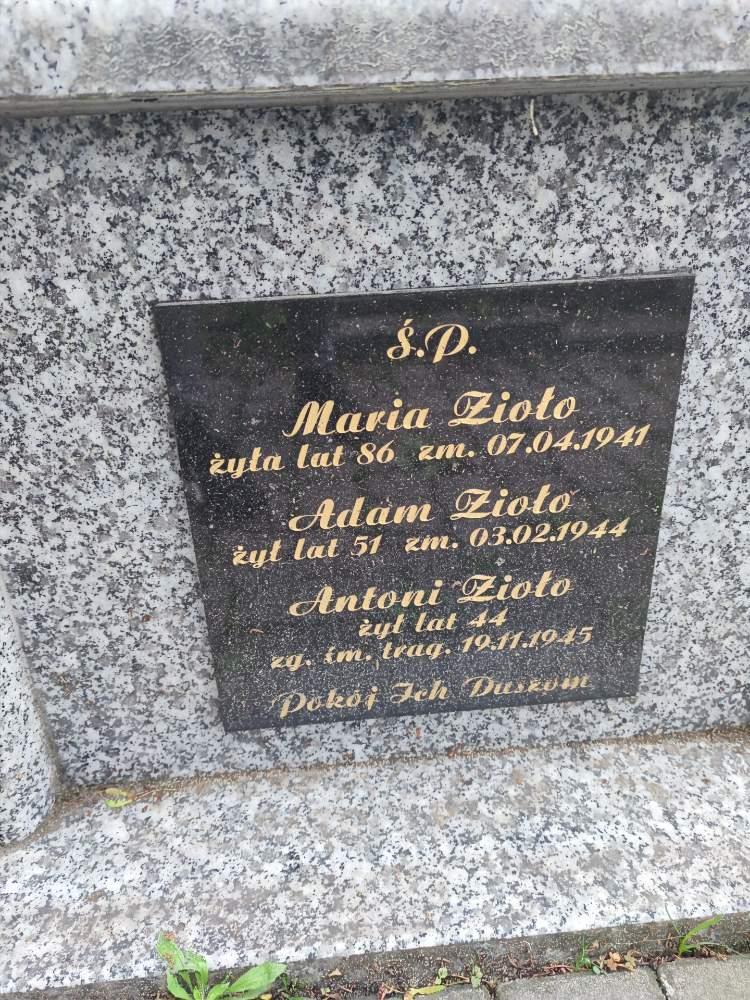 Ś.P.
Maria Zioło
żyła lat 86 zm. 07.04.1941
Adam Zioło
żył lat 51 zm. 03.02.1944
Antoni Zioło
żył lat 44
zg. śm. trag. 19.11.1945
Pokój Ich Duszom